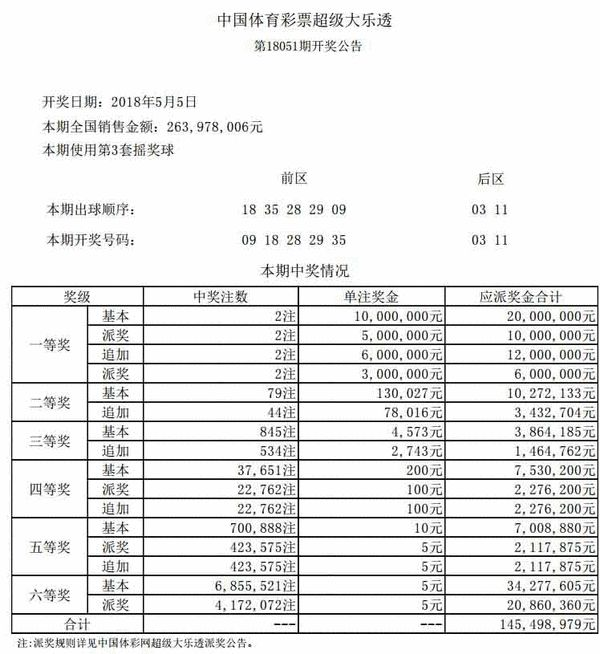 中国体育彩票超级大乐透
第18051期开奖公告
开奖日期：2018年5月5日
本期全国销售金额：263,978,006元
本期使用第3套摇奖球
前区 后区
本期出球顺序： 18 35 28 29 09 03 11
本期开奖号码： 09 18 28 29 35 03 11
本期中奖情况
奖级 中奖注数 单注奖金 应派奖金合计
一等奖 基本 2注 10,000,000元 20,000,000元
派奖 2注 5,000,000元 10,000,000元
追加 2注 6,000,000元 12,000,000元
派奖 2注 3,000,000元 6,000,000元
二等奖 基本 79注 130,027元 10,272,133元
追加 44注 78,016元 3,432,704元
三等奖 基本 845注 4,573元 3,864,185元
追加 534注 2,743元 1,464,762元
四等奖 基本 37,651注 200元 7,530,200元
派奖 22,762注 100元 2,276,200元
追加 22,762注 100元 2,276,200元
五等奖 基本 700,888注 10元 7,008,880元
派奖 423,575注 5元 2,117,875元
追加 423,575注 5元 2,117,875元
六等奖 基本 6,855,521注 5元 34,277,605元
派奖 4,172,072注 5元 20,860,360元
合计 --- --- 145,498,979元
注:派奖规则详见中国体彩网超级大乐透派奖公告。